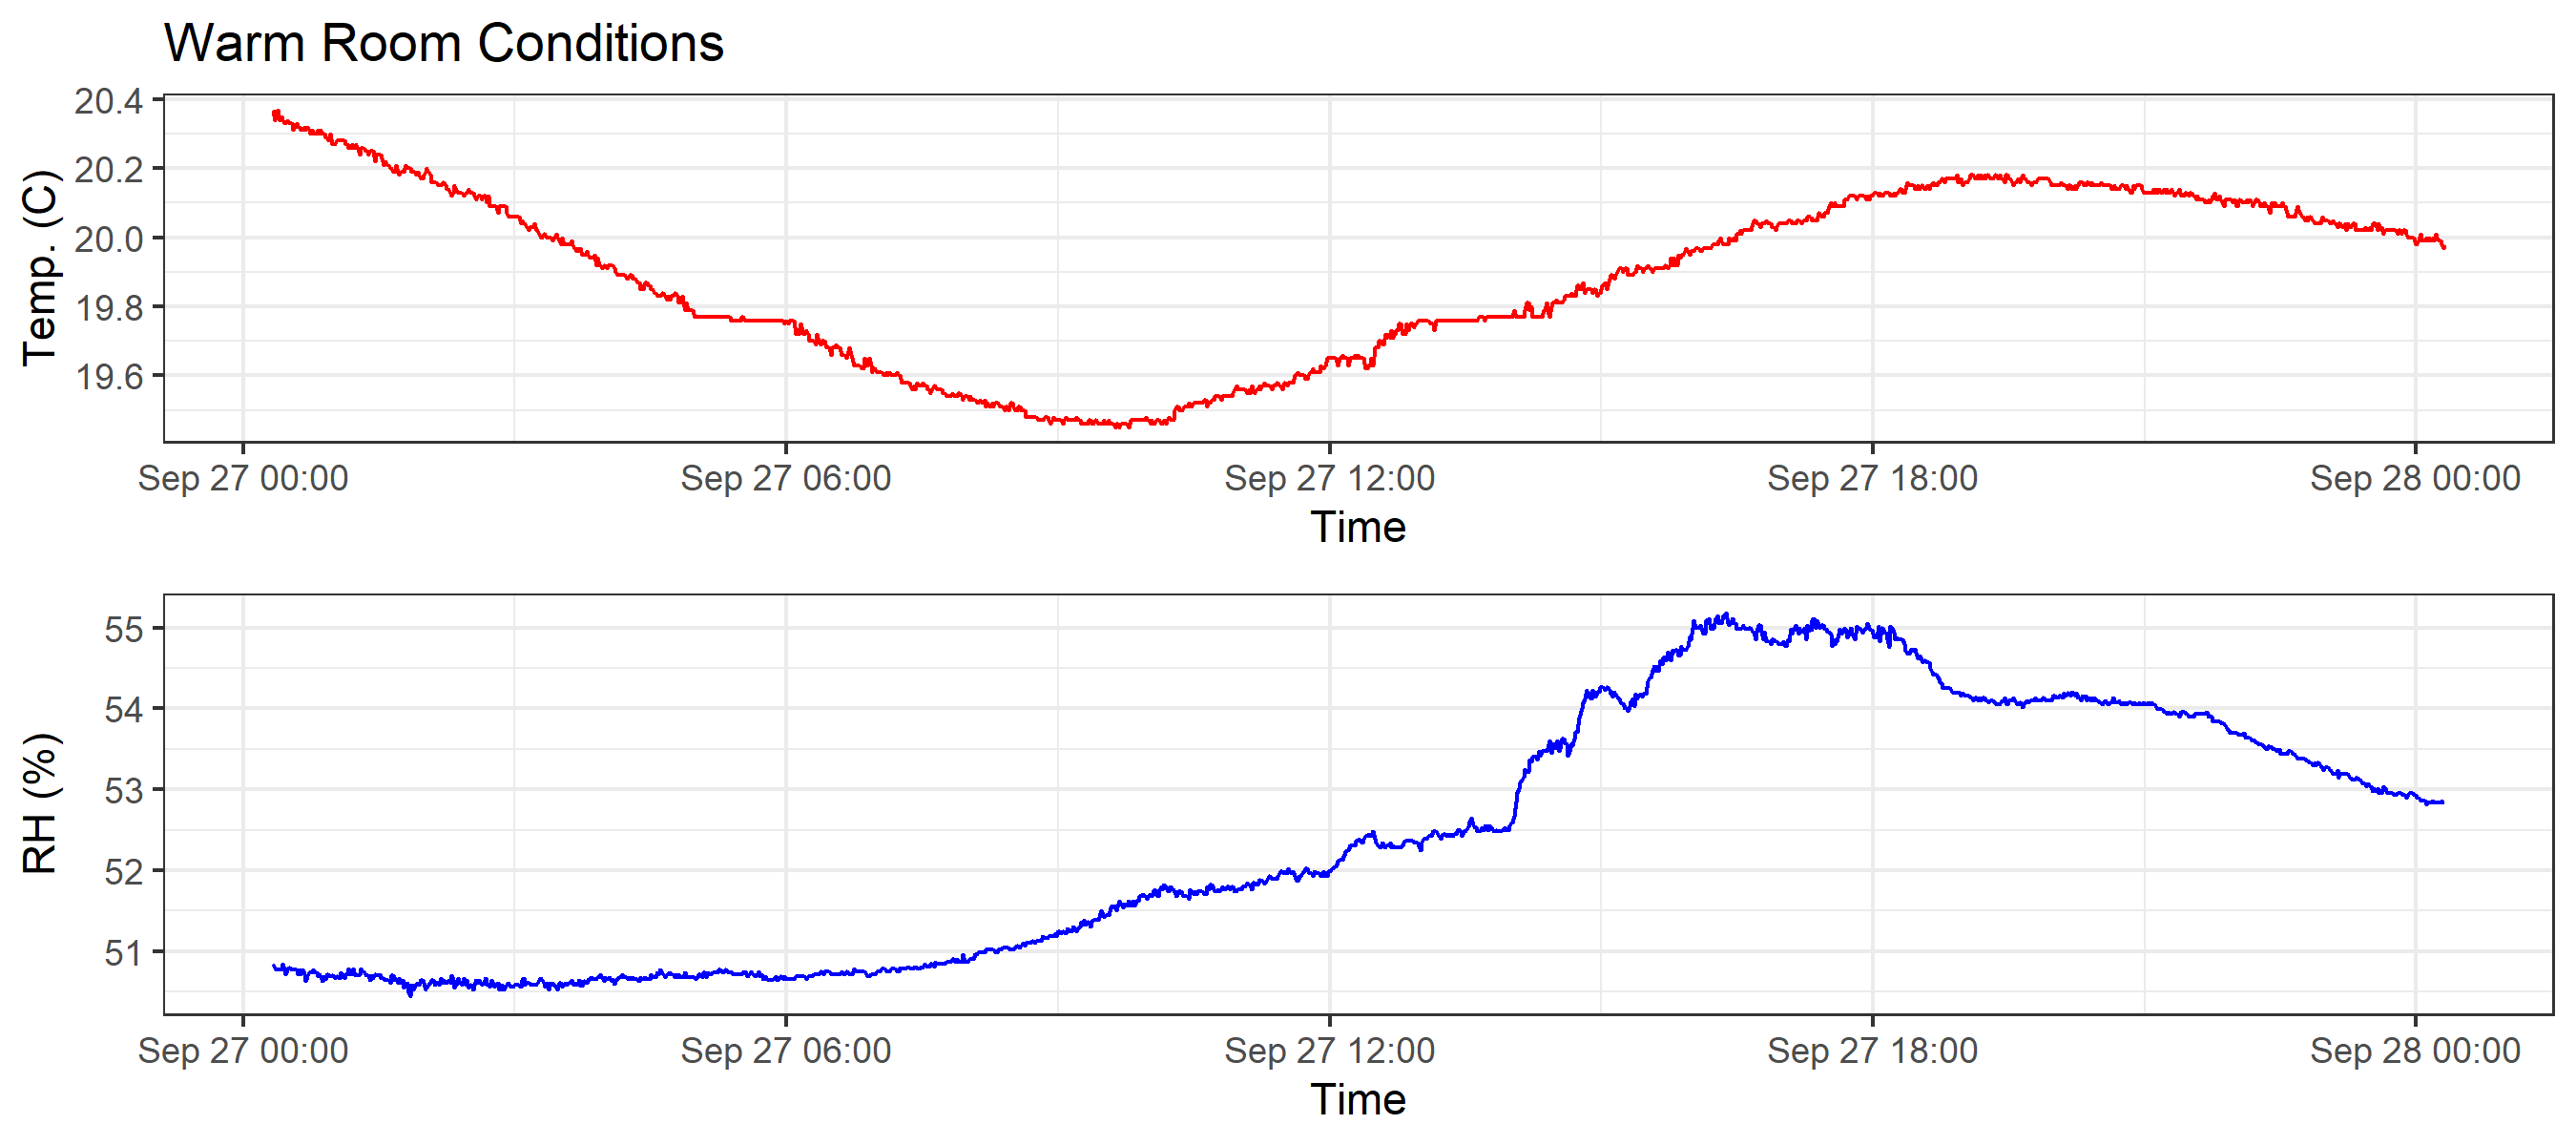 Warm Room Conditions
Temp. (C)
20.4
20.2
20.0
19.8
19.6
Sep 27 00:00 Sep 27 06:00 Sep 27 12:00 Sep 27 18:00 Sep 28 00:00
Time
RH (%)
55
54
53
52
51
Sep 27 00:00 Sep 27 06:00 Sep 27 12:00 Sep 27 18:00 Sep 28 00:00
Time